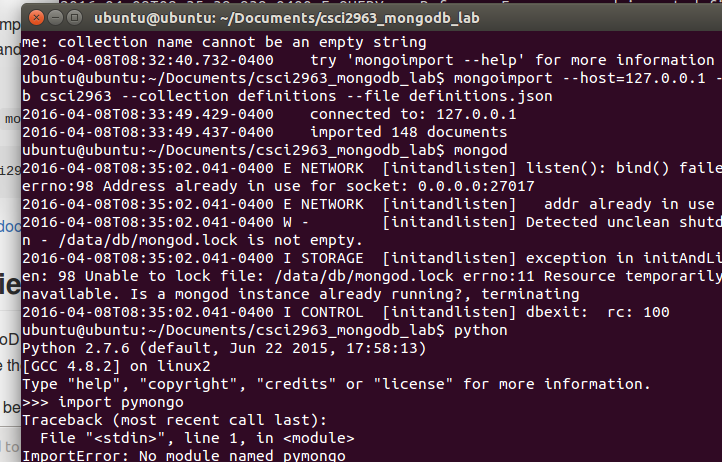 ubuntu@ubuntu: ~/Documents/csci2963_mongodb_lab
me: collection name cannot be an empty string
2016-04-08T08:32:40.732-0400    try 'mongoimport --help' for more information
ubuntu@ubuntu:~/Documents/csci2963_mongodb_lab$ mongoimport --host=127.0.0.1 -
b csci2963 --collection definitions --file definitions.json
2016-04-08T08:33:49.429-0400    connected to: 127.0.0.1
2016-04-08T08:33:49.437-0400    imported 148 documents
ubuntu@ubuntu:~/Documents/csci2963_mongodb_lab$ mongod
2016-04-08T08:35:02.041-0400 E NETWORK  [initandlisten] listen(): bind() faile
errno:98 Address already in use for socket: 0.0.0.0:27017
2016-04-08T08:35:02.041-0400 E NETWORK  [initandlisten]   addr already in use
2016-04-08T08:35:02.041-0400 W -        [initandlisten] Detected unclean shutd
n - /data/db/mongod.lock is not empty.
2016-04-08T08:35:02.041-0400 I STORAGE  [initandlisten] exception in initAndLi
en: 98 Unable to lock file: /data/db/mongod.lock errno:11 Resource temporarily
navailable. Is a mongod instance already running?, terminating
2016-04-08T08:35:02.041-0400 I CONTROL  [initandlisten] dbexit:  rc: 100
ubuntu@ubuntu:~/Documents/csci2963_mongodb_lab$ python
Python 2.7.6 (default, Jun 22 2015, 17:58:13)
[GCC 4.8.2] on linux2
Type "help", "copyright", "credits" or "license" for more information.
>>> import pymongo
Traceback (most recent call last):
  File "<stdin>", line 1, in <module>
ImportError: No module named pymongo